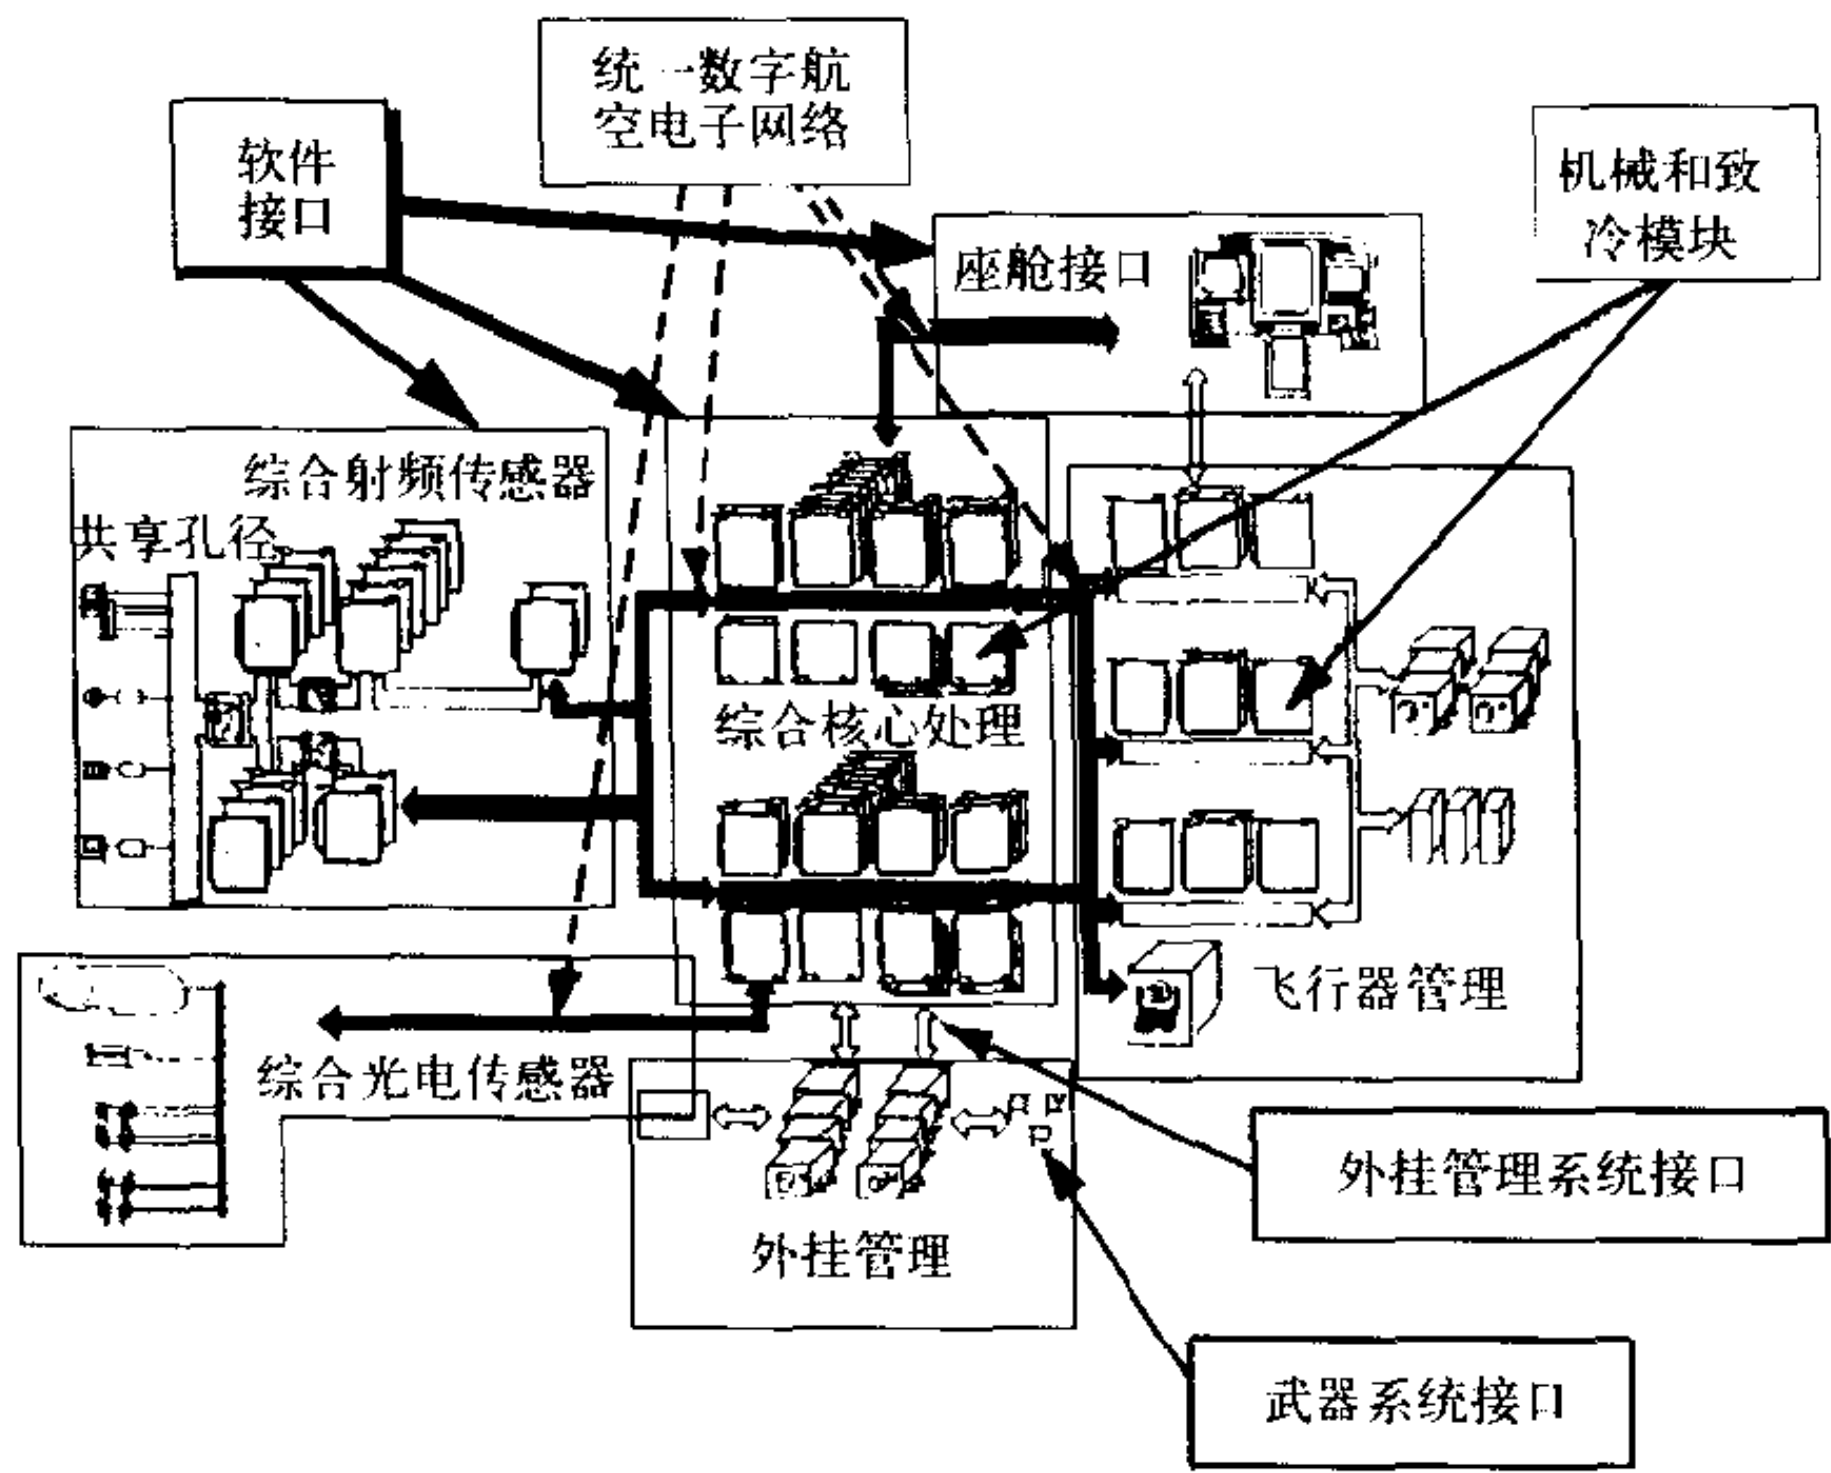 统一数字航
空电子网络
软件
接口
机械和致
冷模块
座舱接口
综合射频传感器
共享孔径
综合核心处理
飞行器管理
综合光电传感器
外挂管理系统接口
外挂管理
武器系统接口